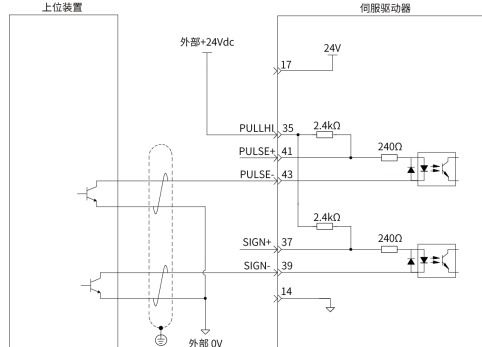 上位装置
伺服驱动器
外部+24Vdc
24V
17
PULLHI 35
2.4kΩ
PULSE+ 41
240Ω
PULSE- 43
2.4kΩ
SIGN+ 37
240Ω
SIGN- 39
14
外部 0V